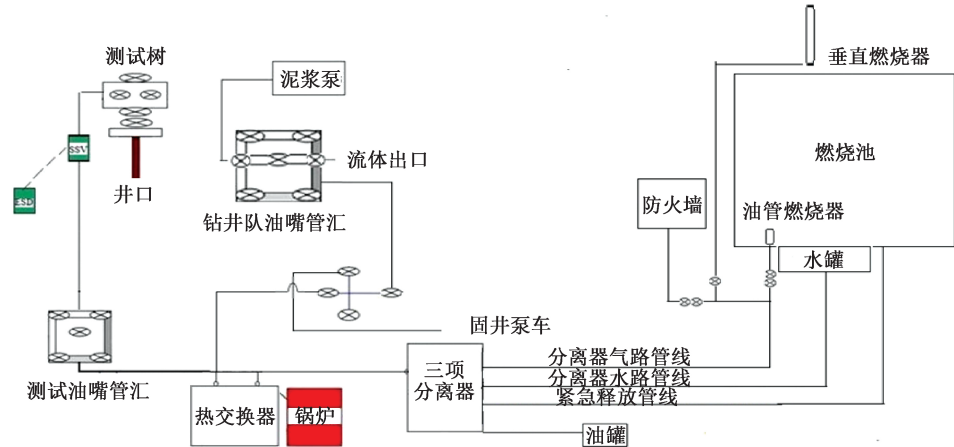 测试树
泥浆泵
垂直燃烧器
SSV
燃烧池
流体出口
ESD
井口
防火墙
油管燃烧器
钻井队油嘴管汇
水罐
固井泵车
三项
分离器
分离器气路管线
分离器水路管线
紧急释放管线
测试油嘴管汇
热交换器
锅炉
油罐